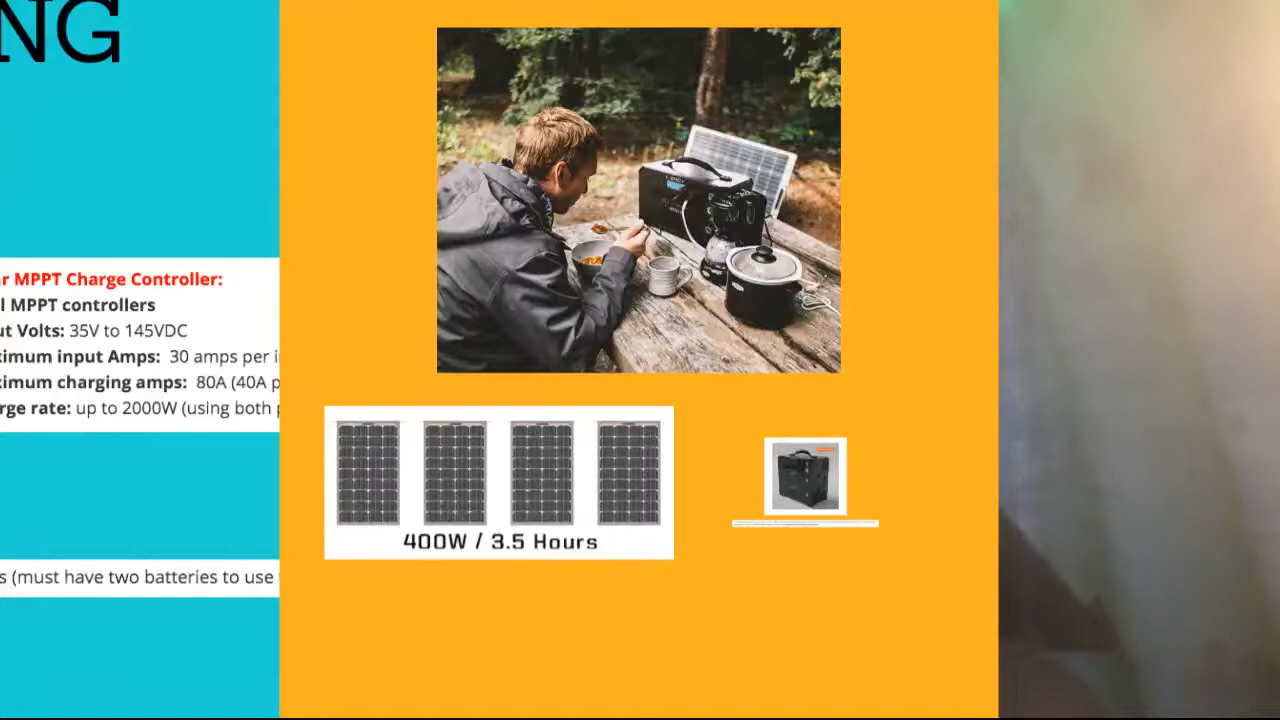 NG
r MPPT Charge Controller:
l MPPT controllers
ut Volts: 35V to 145VDC
ximum input Amps: 30 amps per i
ximum charging amps: 80A (40A p
rge rate: up to 2000W (using both
s (must have two batteries to use
400W / 3.5 Hours